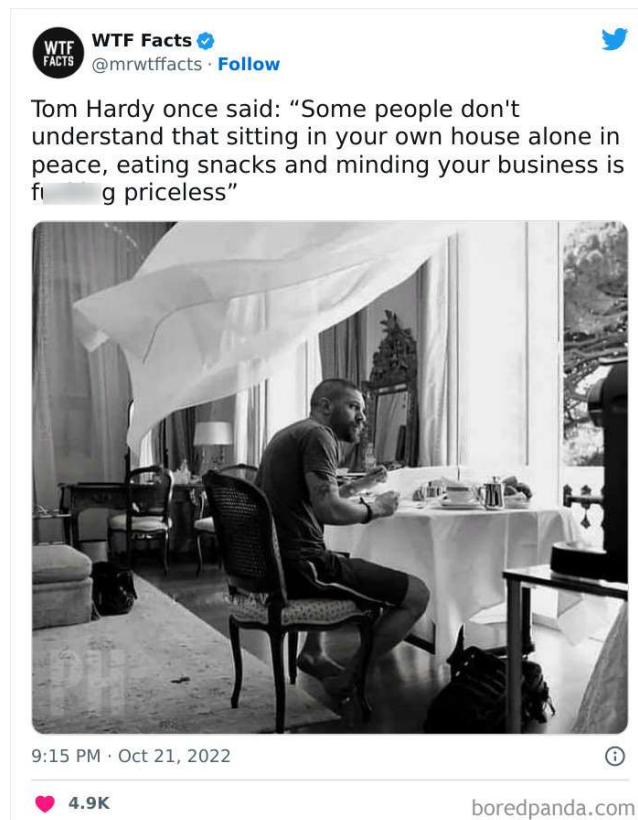 WTF
FACTS
WTF Facts
@mrwtffacts · Follow
Tom Hardy once said: “Some people don't
understand that sitting in your own house alone in
peace, eating snacks and minding your business is
fu g priceless”
PH
9:15 PM · Oct 21, 2022
4.9K
boredpanda.com